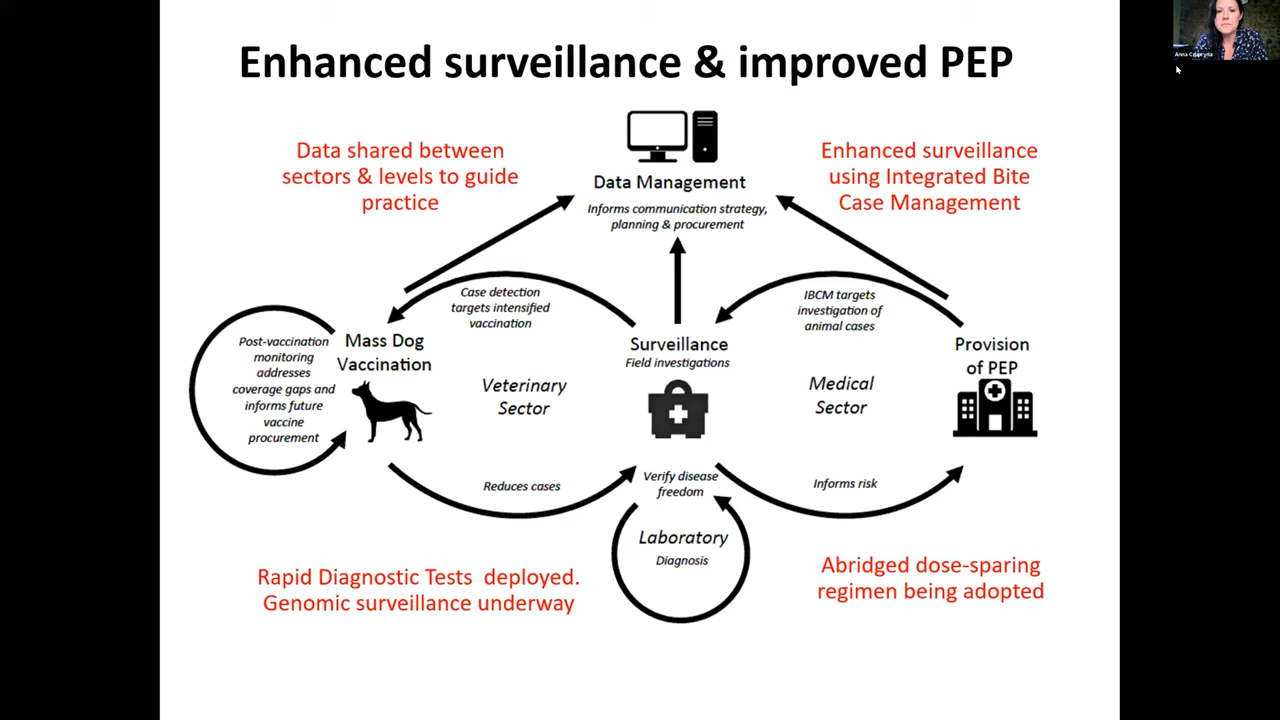 Enhanced surveillance & improved PEP
Data shared between
sectors & levels to guide
practice
Data Management
Informs communication strategy,
planning & procurement
Enhanced surveillance
using Integrated Bite
Case Management
Case detection
targets intensified
vaccination
IBCM targets
investigation of
animal cases
Post-vaccination
monitoring
addresses
coverage gaps and
informs future
vaccine
procurement
Mass Dog
Vaccination
Veterinary
Sector
Surveillance
Field investigations
Medical
Sector
Provision
of PEP
Reduces cases
Verify disease
freedom
Informs risk
Laboratory
Diagnosis
Rapid Diagnostic Tests deployed.
Genomic surveillance underway
Abridged dose-sparing
regimen being adopted
Anna